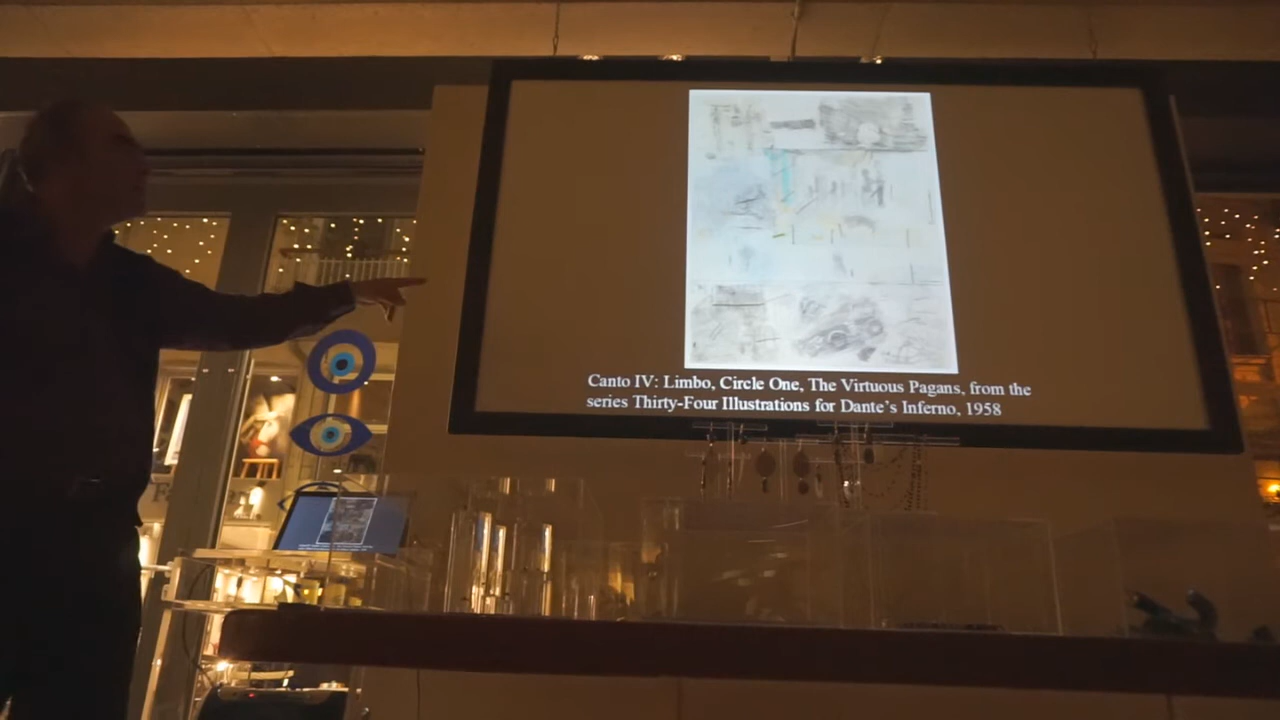 Canto IV: Limbo, Circle One, The Virtuous Pagans, from the
series Thirty-Four Illustrations for Dante's Inferno, 1958